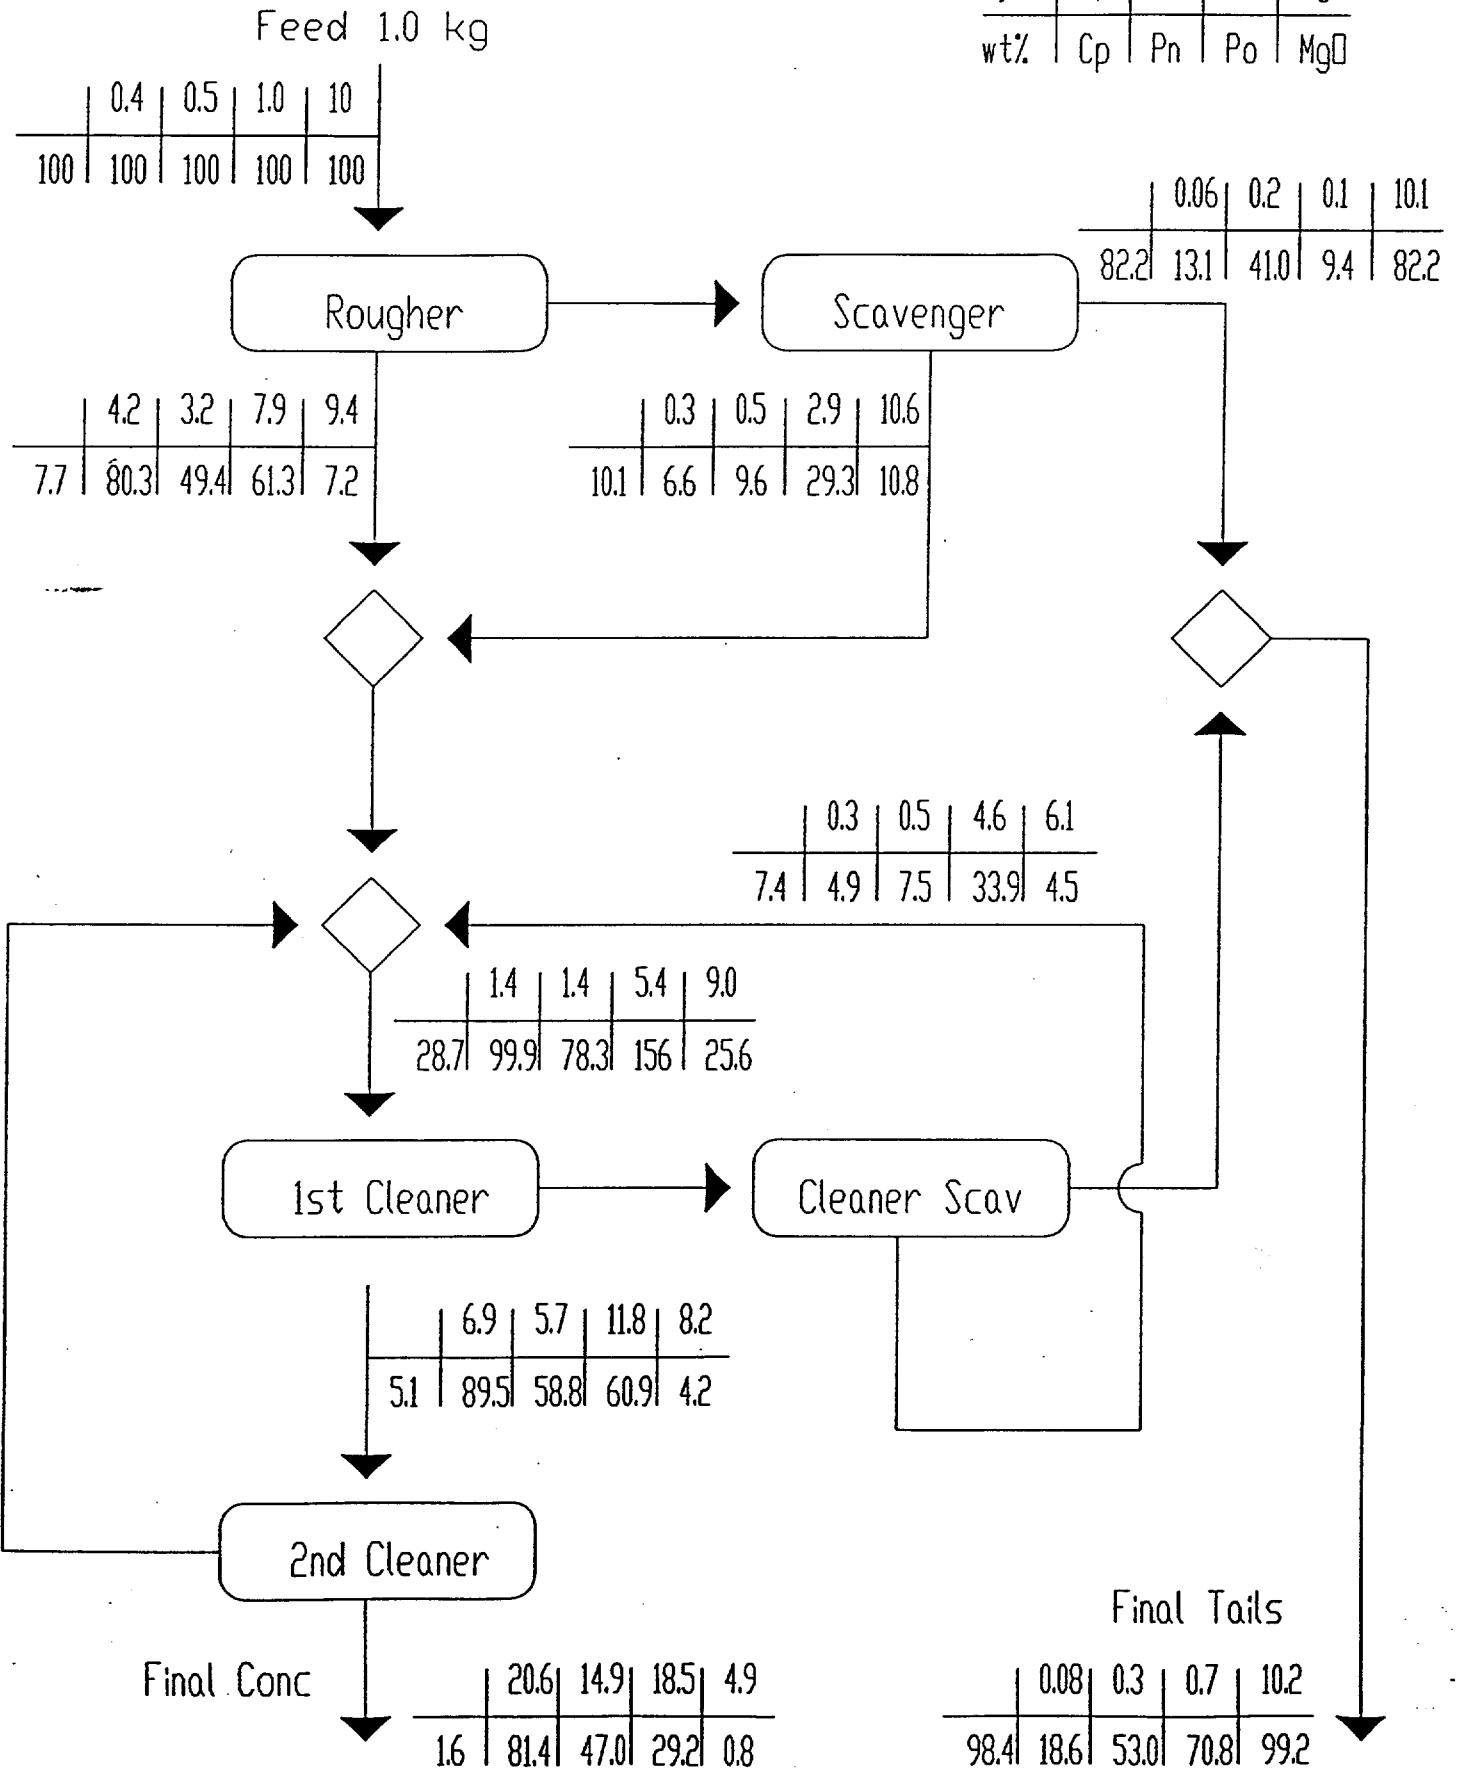 Feed 1.0 kg
wt% Cp Pn Po Mg▯
0.4 0.5 1.0 10
100 100 100 100 100
0.06 0.2 0.1 10.1
82.2 13.1 41.0 9.4 82.2
Rougher
Scavenger
4.2 3.2 7.9 9.4
7.7 80.3 49.4 61.3 7.2
0.3 0.5 2.9 10.6
10.1 6.6 9.6 29.3 10.8
0.3 0.5 4.6 6.1
7.4 4.9 7.5 33.9 4.5
1.4 1.4 5.4 9.0
28.7 99.9 78.3 156 25.6
1st Cleaner
Cleaner Scav
6.9 5.7 11.8 8.2
5.1 89.5 58.8 60.9 4.2
2nd Cleaner
Final Conc
20.6 14.9 18.5 4.9
1.6 81.4 47.0 29.2 0.8
Final Tails
0.08 0.3 0.7 10.2
98.4 18.6 53.0 70.8 99.2